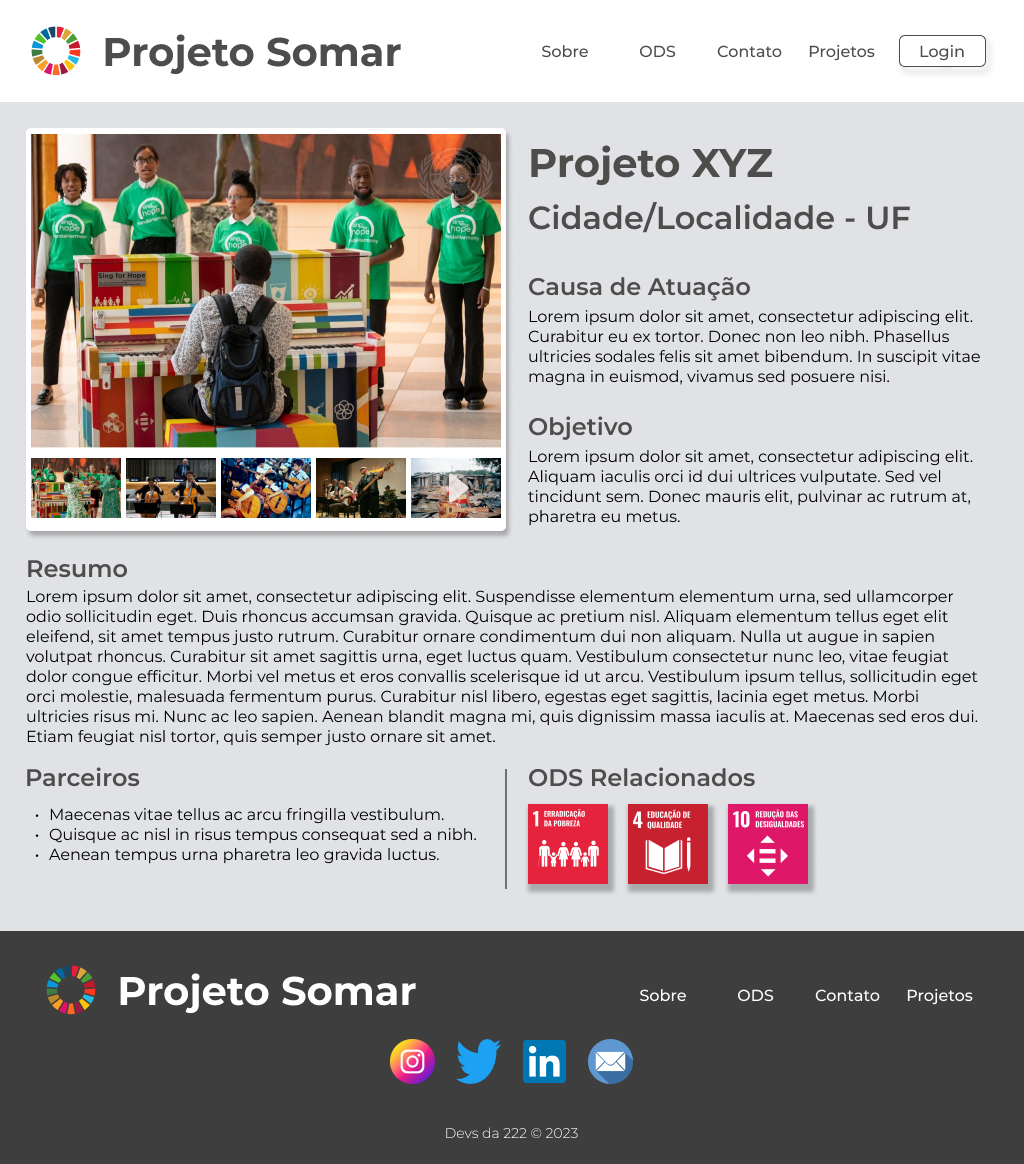 Projeto Somar
Sobre
ODS
Contato
Projetos
Login
Sing for Hope
hope
hope
hope
hope
hope
Projeto XYZ
Cidade/Localidade - UF
Causa de Atuação
Lorem ipsum dolor sit amet, consectetur adipiscing elit.
Curabitur eu ex tortor. Donec non leo nibh. Phasellus
ultricies sodales felis sit amet bibendum. In suscipit vitae
magna in euismod, vivamus sed posuere nisi.
Objetivo
Lorem ipsum dolor sit amet, consectetur adipiscing elit.
Aliquam iaculis orci id dui ultrices vulputate. Sed vel
tincidunt sem. Donec mauris elit, pulvinar ac rutrum at,
pharetra eu metus.
Resumo
Lorem ipsum dolor sit amet, consectetur adipiscing elit. Suspendisse elementum elementum urna, sed ullamcorper
odio sollicitudin eget. Duis rhoncus accumsan gravida. Quisque ac pretium nisl. Aliquam elementum tellus eget elit
eleifend, sit amet tempus justo rutrum. Curabitur ornare condimentum dui non aliquam. Nulla ut augue in sapien
volutpat rhoncus. Curabitur sit amet sagittis urna, eget luctus quam. Vestibulum consectetur nunc leo, vitae feugiat
dolor congue efficitur. Morbi vel metus et eros convallis scelerisque id ut arcu. Vestibulum ipsum tellus, sollicitudin eget
orci molestie, malesuada fermentum purus. Curabitur nisl libero, egestas eget sagittis, lacinia eget metus. Morbi
ultricies risus mi. Nunc ac leo sapien. Aenean blandit magna mi, quis dignissim massa iaculis at. Maecenas sed eros dui.
Etiam feugiat nisl tortor, quis semper justo ornare sit amet.
Parceiros
• Maecenas vitae tellus ac arcu fringilla vestibulum.
• Quisque ac nisl in risus tempus consequat sed a nibh.
• Aenean tempus urna pharetra leo gravida luctus.
ODS Relacionados
1 ERRADICAÇÃO
DA POBREZA
4 EDUCAÇÃO DE
QUALIDADE
10 REDUÇÃO DAS
DESIGUALDADES
Projeto Somar
Sobre
ODS
Contato
Projetos
in
Devs da 222 © 2023